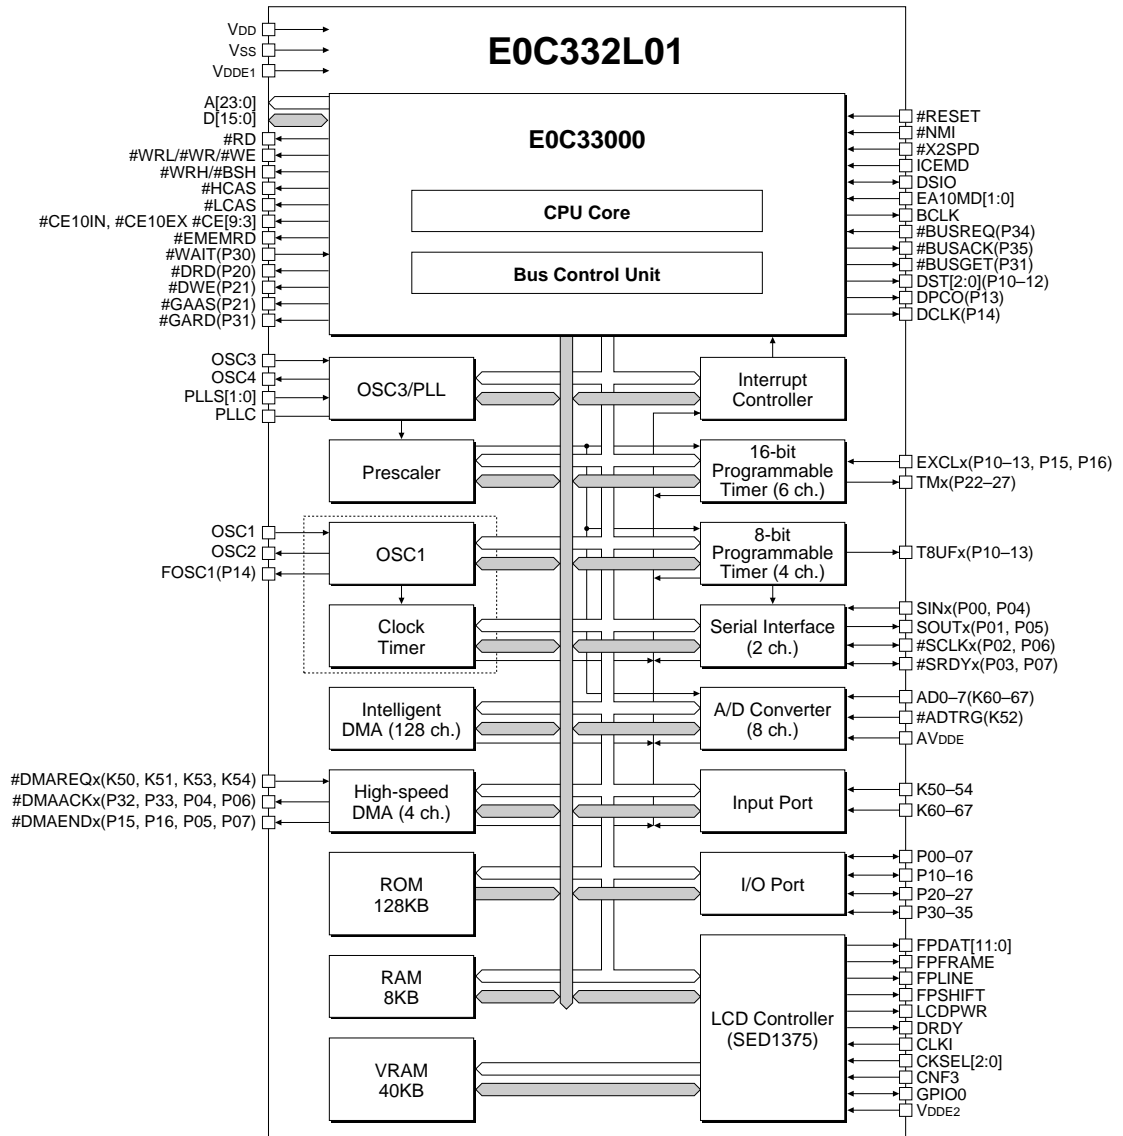 E0C332L01
VDD
VSS
VDDE1
A[23:0]
D[15:0]
#RD
#WRL/#WR/#WE
#WRH/#BSH
#HCAS
#LCAS
#CE10IN, #CE10EX #CE[9:3]
#EMEMRD
#WAIT(P30)
#DRD(P20)
#DWE(P21)
#GAAS(P21)
#GARD(P31)
E0C33000
CPU Core
Bus Control Unit
#RESET
#NMI
#X2SPD
ICEMD
DSIO
EA10MD[1:0]
BCLK
#BUSREQ(P34)
#BUSACK(P35)
#BUSGET(P31)
DST[2:0](P10–12)
DPCO(P13)
DCLK(P14)
OSC3
OSC4
PLLS[1:0]
PLLC
OSC3/PLL
Interrupt
Controller
Prescaler
16-bit
Programmable
Timer (6 ch.)
EXCLx(P10–13, P15, P16)
TMx(P22–27)
OSC1
OSC2
FOSC1(P14)
OSC1
8-bit
Programmable
Timer (4 ch.)
T8UFx(P10–13)
Clock
Timer
Serial Interface
(2 ch.)
SINx(P00, P04)
SOUTx(P01, P05)
#SCLKx(P02, P06)
#SRDYx(P03, P07)
Intelligent
DMA (128 ch.)
A/D Converter
(8 ch.)
AD0–7(K60–67)
#ADTRG(K52)
AVDDE
#DMAREQx(K50, K51, K53, K54)
#DMAACKx(P32, P33, P04, P06)
#DMAENDx(P15, P16, P05, P07)
High-speed
DMA (4 ch.)
Input Port
K50–54
K60–67
ROM
128KB
I/O Port
P00–07
P10–16
P20–27
P30–35
RAM
8KB
VRAM
40KB
LCD Controller
(SED1375)
FPDAT[11:0]
FPFRAME
FPLINE
FPSHIFT
LCDPWR
DRDY
CLKI
CKSEL[2:0]
CNF3
GPIO0
VDDE2